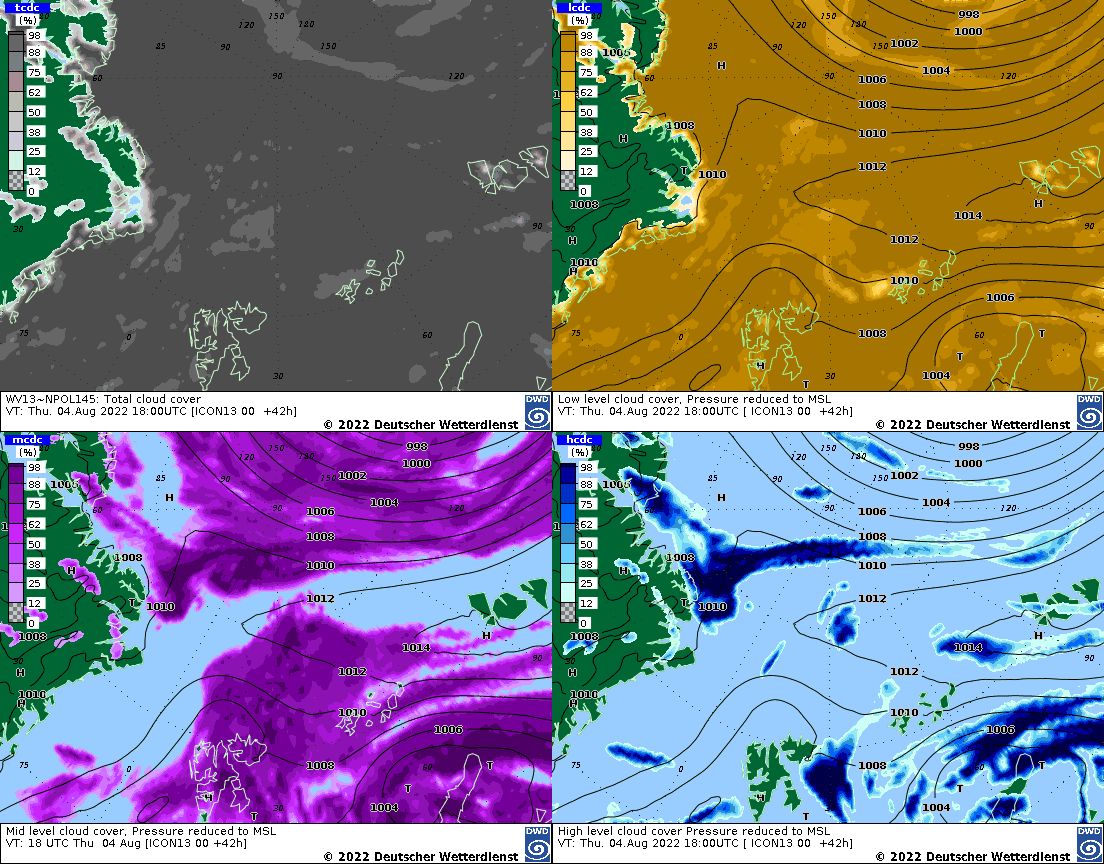 tcdc
(%)
98
88
75
62
50
38
25
12
0
120
150
85
90
150
60
90
120
90
30
75
0
60
30
WV13~NPOL145: Total cloud cover
VT: Thu. 04.Aug 2022 18:00UTC [ICON13 00 +42h]
© 2022 Deutscher Wetterdienst
DWD
lcdc
(%)
98
88
75
62
50
38
25
12
0
120
150
85
90
150
60
90
120
90
0
60
30
998
1000
1002
1004
1005
1006
1008
1008
1010
1012
1010
1014
1008
1012
1010
1010
1006
1008
1004
H
H
T
H
H
H
T
T
H
T
Low level cloud cover, Pressure reduced to MSL
VT: Thu. 04.Aug 2022 18:00UTC [ ICON13 00 +42h]
© 2022 Deutscher Wetterdienst
DWD
mcdc
(%)
98
88
75
62
50
38
25
12
0
120
150
85
90
150
60
120
90
75
0
60
30
998
1000
1002
1005
1004
1006
1008
1008
1010
1012
1010
1008
1014
1012
1010
1010
1006
1008
1004
H
H
T
H
H
H
T
T
H
T
Mid level cloud cover, Pressure reduced to MSL
VT: 18 UTC Thu 04 Aug [ICON13 00 +42h]
© 2022 Deutscher Wetterdienst
DWD
hcdc
(%)
98
88
75
62
50
38
25
12
0
120
150
85
90
150
60
90
120
90
75
0
30
998
1000
1002
1005
1004
1006
1008
1008
1010
1012
1010
1008
1014
1012
1010
1010
1006
1008
1004
H
H
T
H
H
H
T
T
H
T
High level cloud cover Pressure reduced to MSL
VT: Thu. 04.Aug 2022 18:00UTC [ ICON13 00 +42h]
© 2022 Deutscher Wetterdienst
DWD